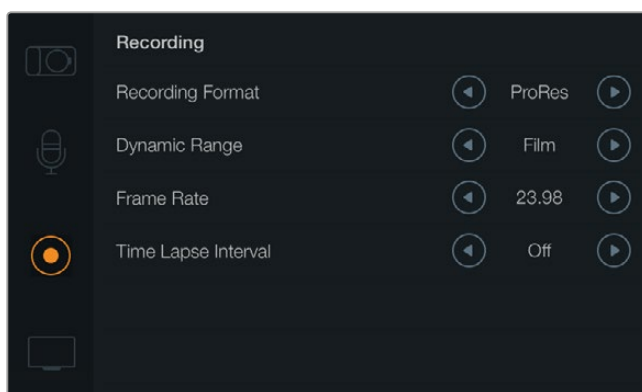 Recording
Recording Format ProRes
Dynamic Range Film
Frame Rate 23.98
Time Lapse Interval Off